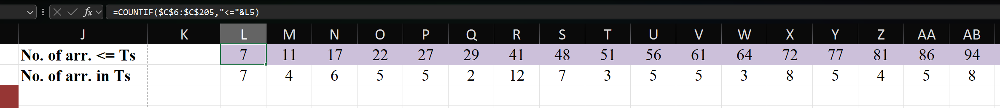 fx =COUNTIF($C$6:$C$205,"<="&L5)
J K L M N O P Q R S T U V W X Y Z AA AB
No. of arr. <= Ts 7 11 17 22 27 29 41 48 51 56 61 64 72 77 81 86 94
No. of arr. in Ts 7 4 6 5 5 2 12 7 3 5 5 3 8 5 4 5 8